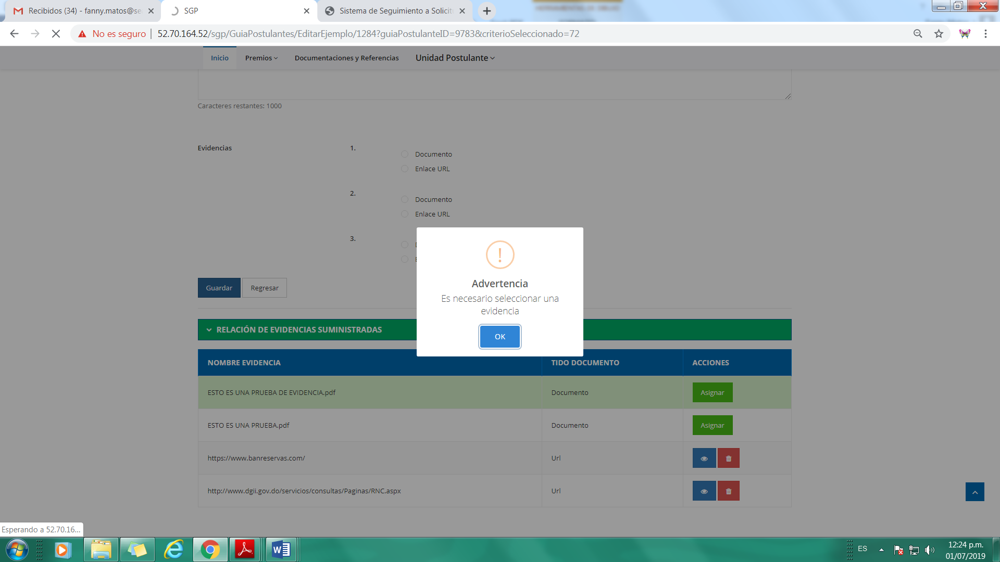 Recibidos (34) - fanny.matos@se
SGP
Sistema de Seguimiento a Solicit
No es seguro | 52.70.164.52/sgp/GuiaPostulantes/EditarEjemplo/1284?guiaPostulanteID=9783&criterioSeleccionado=72
Inicio Premios Documentaciones y Referencias Unidad Postulante
Caracteres restantes: 1000
Evidencias 1. Documento
Enlace URL
2. Documento
Enlace URL
3.
Advertencia
Es necesario seleccionar una
evidencia
OK
Guardar Regresar
RELACIÓN DE EVIDENCIAS SUMINISTRADAS
NOMBRE EVIDENCIA TIDO DOCUMENTO ACCIONES
ESTO ES UNA PRUEBA DE EVIDENCIA.pdf Documento Asignar
ESTO ES UNA PRUEBA.pdf Documento Asignar
https://www.banreservas.com/ Url
http://www.dgii.gov.do/servicios/consultas/Paginas/RNC.aspx Url
Esperando a 52.70.16...
ES
12:24 p.m.
01/07/2019